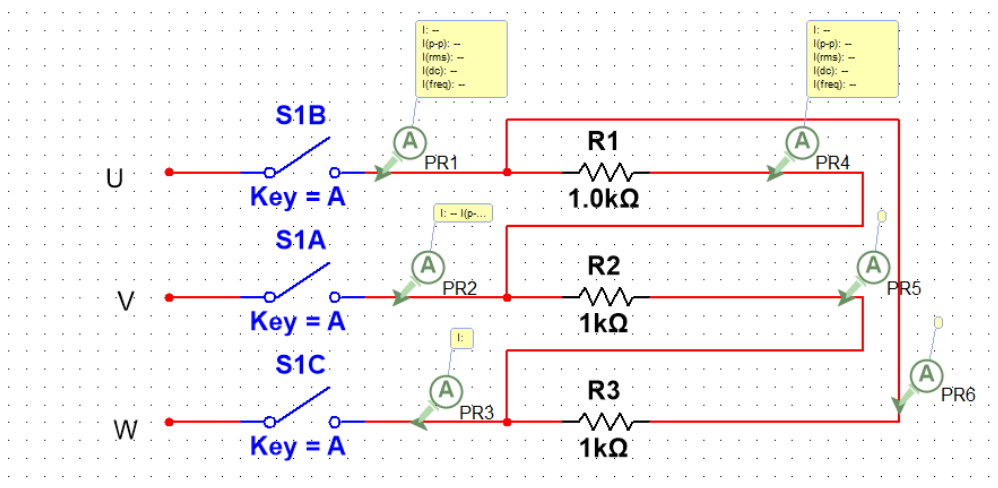 I: --
I(p-p): --
I(rms): --
I(dc): --
I(freq): --
I: --
I(p-p): --
I(rms): --
I(dc): --
I(freq): --
S1B
A
PR1
R1
A
PR4
U
Key = A
1.0kΩ
I: -- I(p-...
S1A
A
PR2
R2
A
PR5
V
Key = A
1kΩ
I:
S1C
A
PR3
R3
A
PR6
W
Key = A
1kΩ